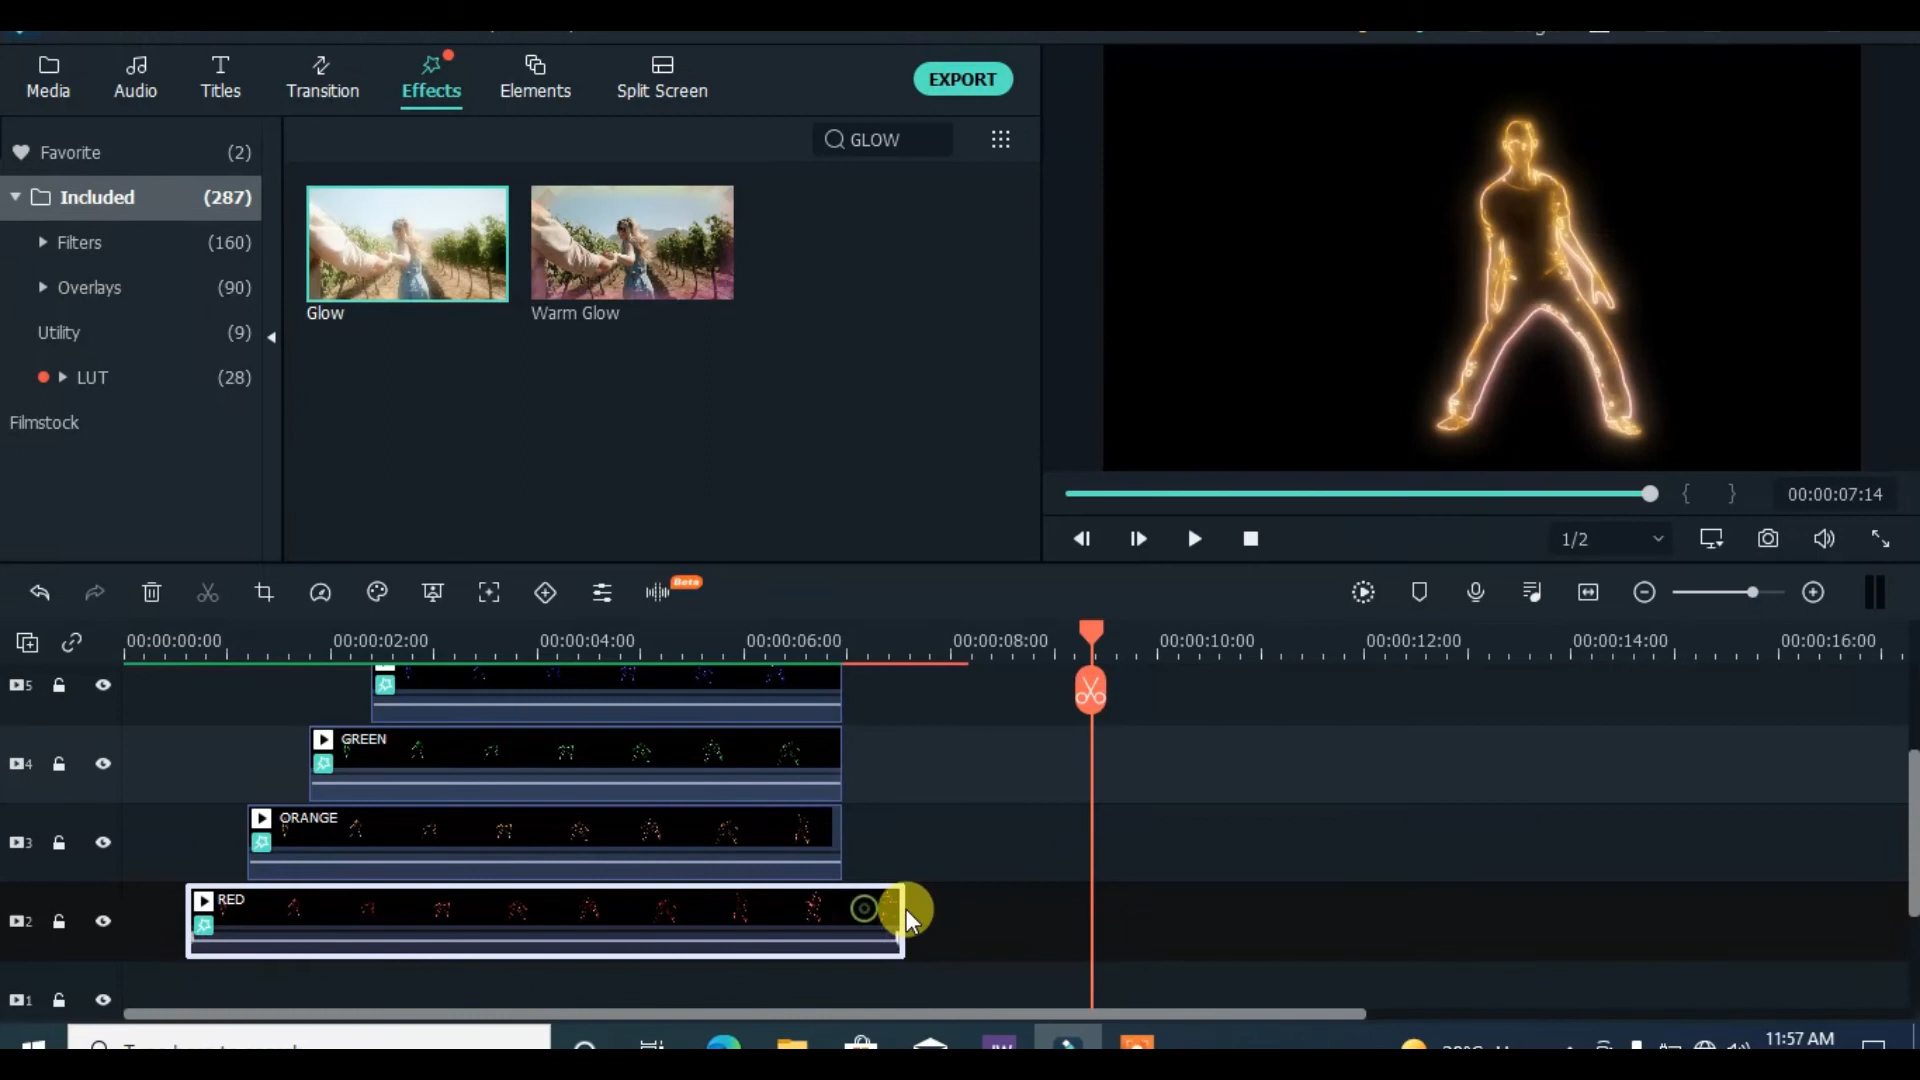 Media
Audio
Titles
Transition
Effects
Elements
Split Screen
EXPORT
Favorite (2)
Included (287)
Filters (160)
Overlays (90)
Utility (9)
LUT (28)
Filmstock
GLOW
Glow
Warm Glow
00:00:07:14
1/2
Beta
00:00:00:00 00:00:02:00 00:00:04:00 00:00:06:00 00:00:08:00 00:00:10:00 00:00:12:00 00:00:14:00 00:00:16:00
5
4
GREEN
3
ORANGE
2
RED
1
11:57 AM